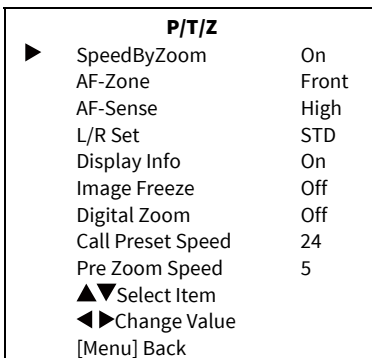 P/T/Z
▶ SpeedByZoom On
AF-Zone Front
AF-Sense High
L/R Set STD
Display Info On
Image Freeze Off
Digital Zoom Off
Call Preset Speed 24
Pre Zoom Speed 5
▲▼Select Item
◀▶Change Value
[Menu] Back